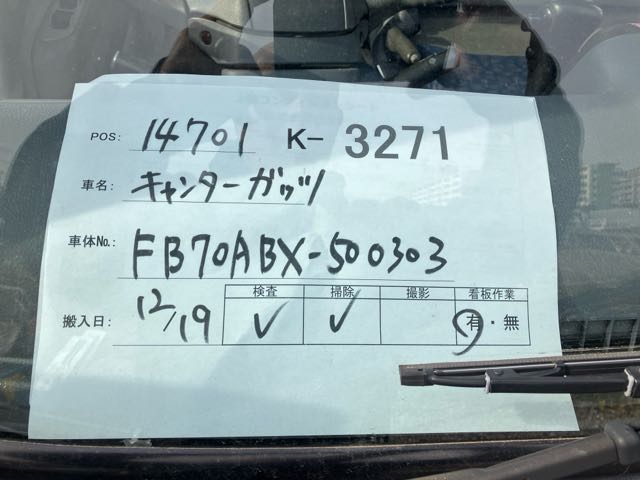 POS: 14701 K-3271
車名: キャンターガッツ
車体No.: FB70ABX-500303
検査 掃除 撮影 看板作業
搬入日: 12/19 ✓ ✓ 有・無